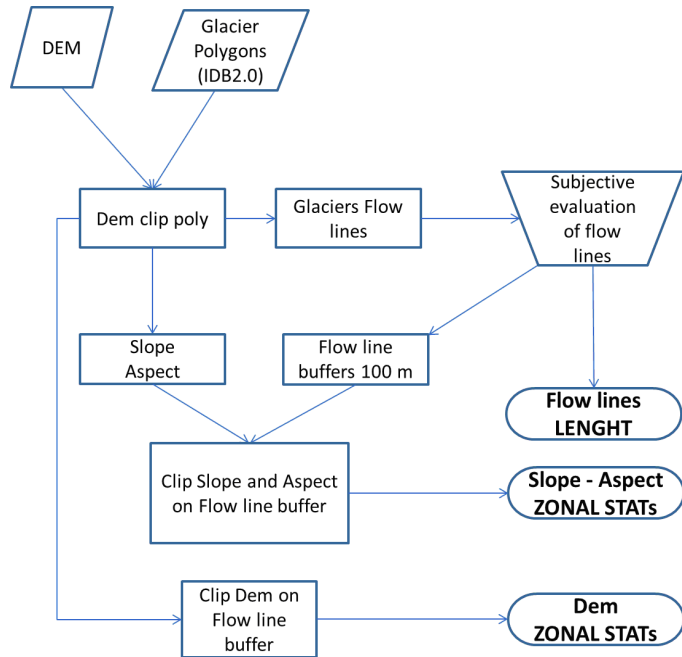 DEM
Glacier
Polygons
(IDB2.0)
Dem clip poly
Glaciers Flow
lines
Subjective
evaluation
of flow
lines
Slope
Aspect
Flow line
buffers 100 m
Flow lines
LENGHT
Clip Slope and Aspect
on Flow line buffer
Slope - Aspect
ZONAL STATs
Clip Dem on
Flow line
buffer
Dem
ZONAL STATs